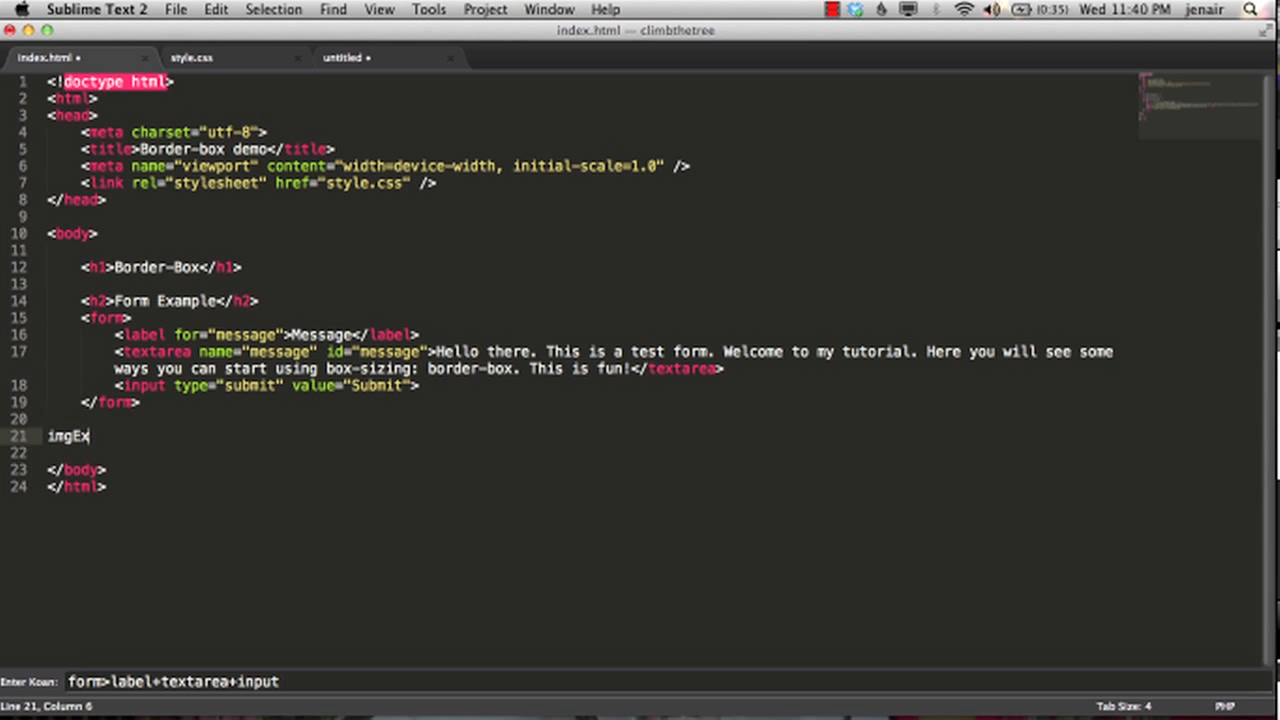 Sublime Text 2 File Edit Selection Find View Tools Project Window Help (0:35) Wed 11:40 PM jenair
index.html — climbthetree
index.html • style.css untitled •
1 <!doctype html>
2 <html>
3 <head>
4 <meta charset="utf-8">
5 <title>Border-box demo</title>
6 <meta name="viewport" content="width=device-width, initial-scale=1.0" />
7 <link rel="stylesheet" href="style.css" />
8 </head>
9
10 <body>
11
12 <h1>Border-Box</h1>
13
14 <h2>Form Example</h2>
15 <form>
16 <label for="message">Message</label>
17 <textarea name="message" id="message">Hello there. This is a test form. Welcome to my tutorial. Here you will see some
ways you can start using box-sizing: border-box. This is fun!</textarea>
18 <input type="submit" value="Submit">
19 </form>
20
21 imgEx
22
23 </body>
24 </html>
Enter Koan: form>label+textarea+input
Line 21, Column 6 Tab Size: 4 PHP